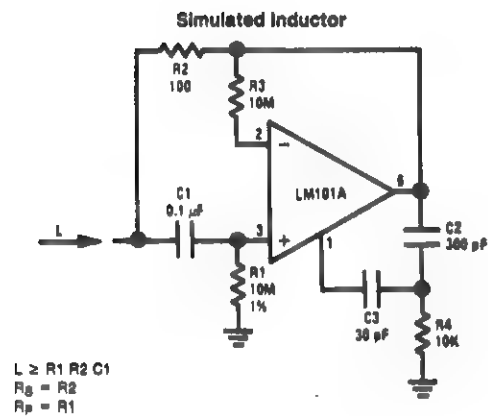 Simulated Inductor
R2
100
R3
10M
2
−
LM101A
6
C1
0.1 μF
L
3
+
1
C2
300 pF
R1
10M
1%
C3
30 pF
R4
10K
L ≥ R1 R2 C1
RS = R2
RP = R1